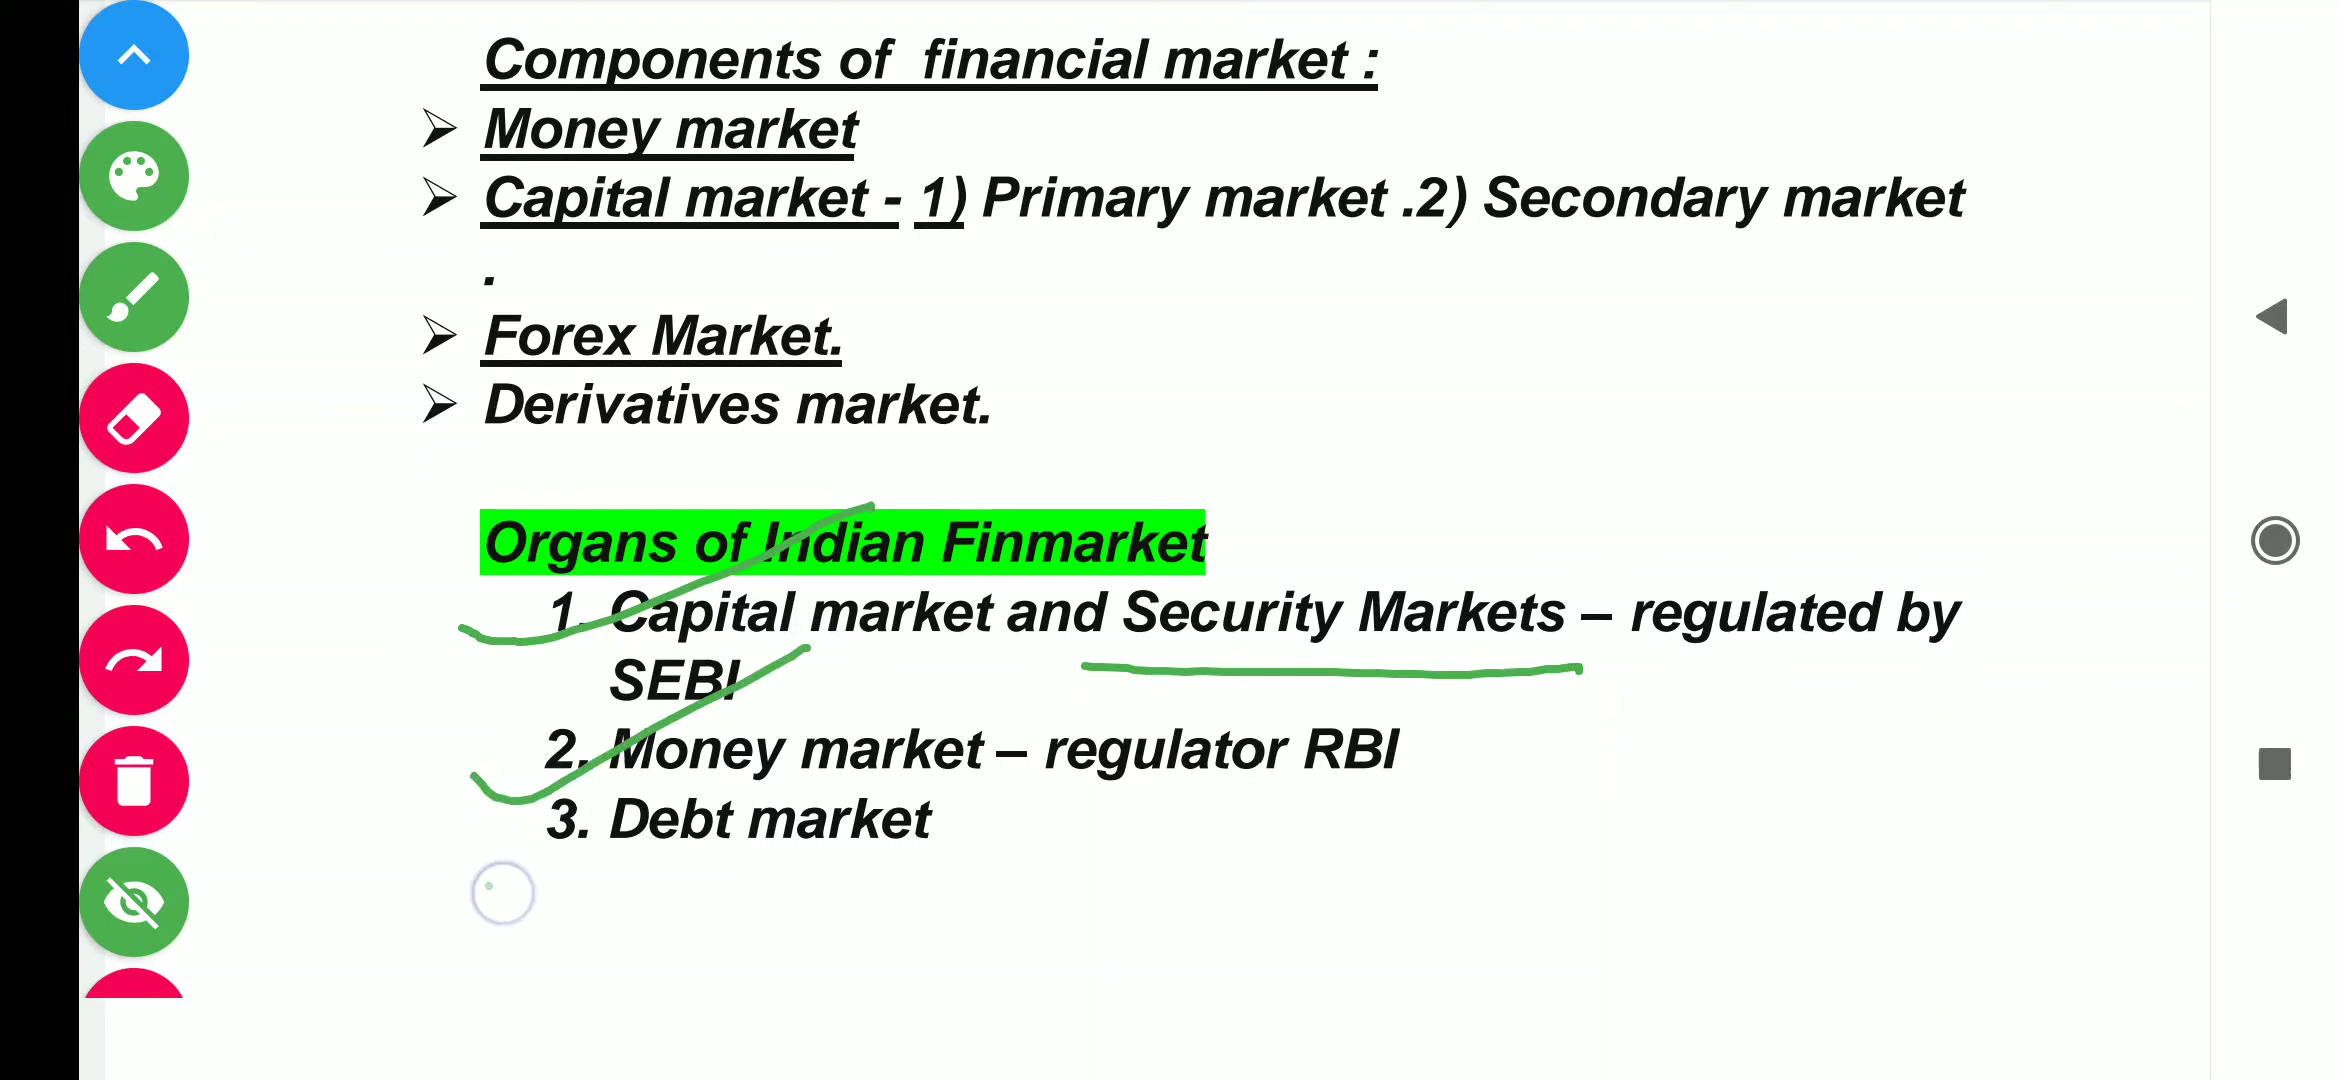 Components of  financial market :
➢ Money market
➢ Capital market - 1) Primary market .2) Secondary market
.
➢ Forex Market.
➢ Derivatives market.
Organs of Indian Finmarket
1. Capital market and Security Markets – regulated by
SEBI
2. Money market – regulator RBI
3. Debt market